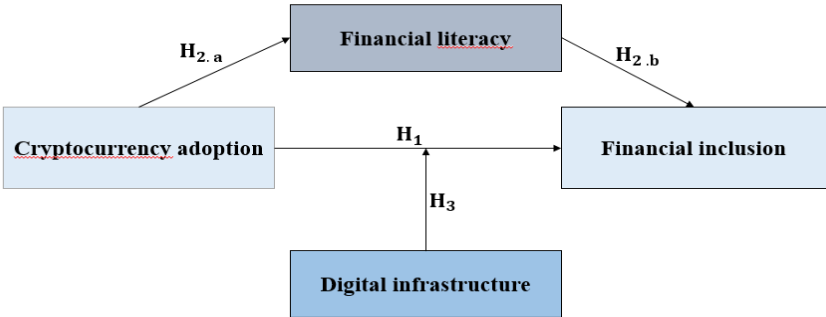 Financial literacy
H2. a
H2 .b
Cryptocurrency adoption
H1
Financial inclusion
H3
Digital infrastructure